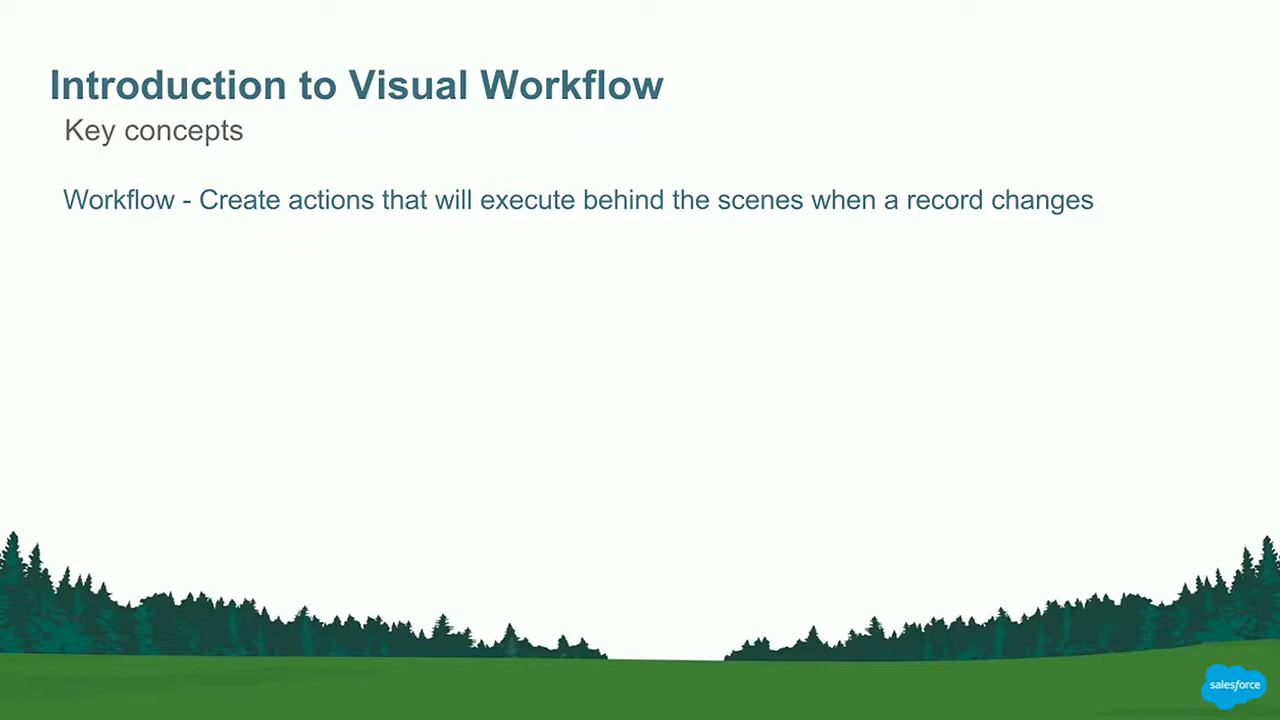 Introduction to Visual Workflow
Key concepts
Workflow - Create actions that will execute behind the scenes when a record changes
salesforce